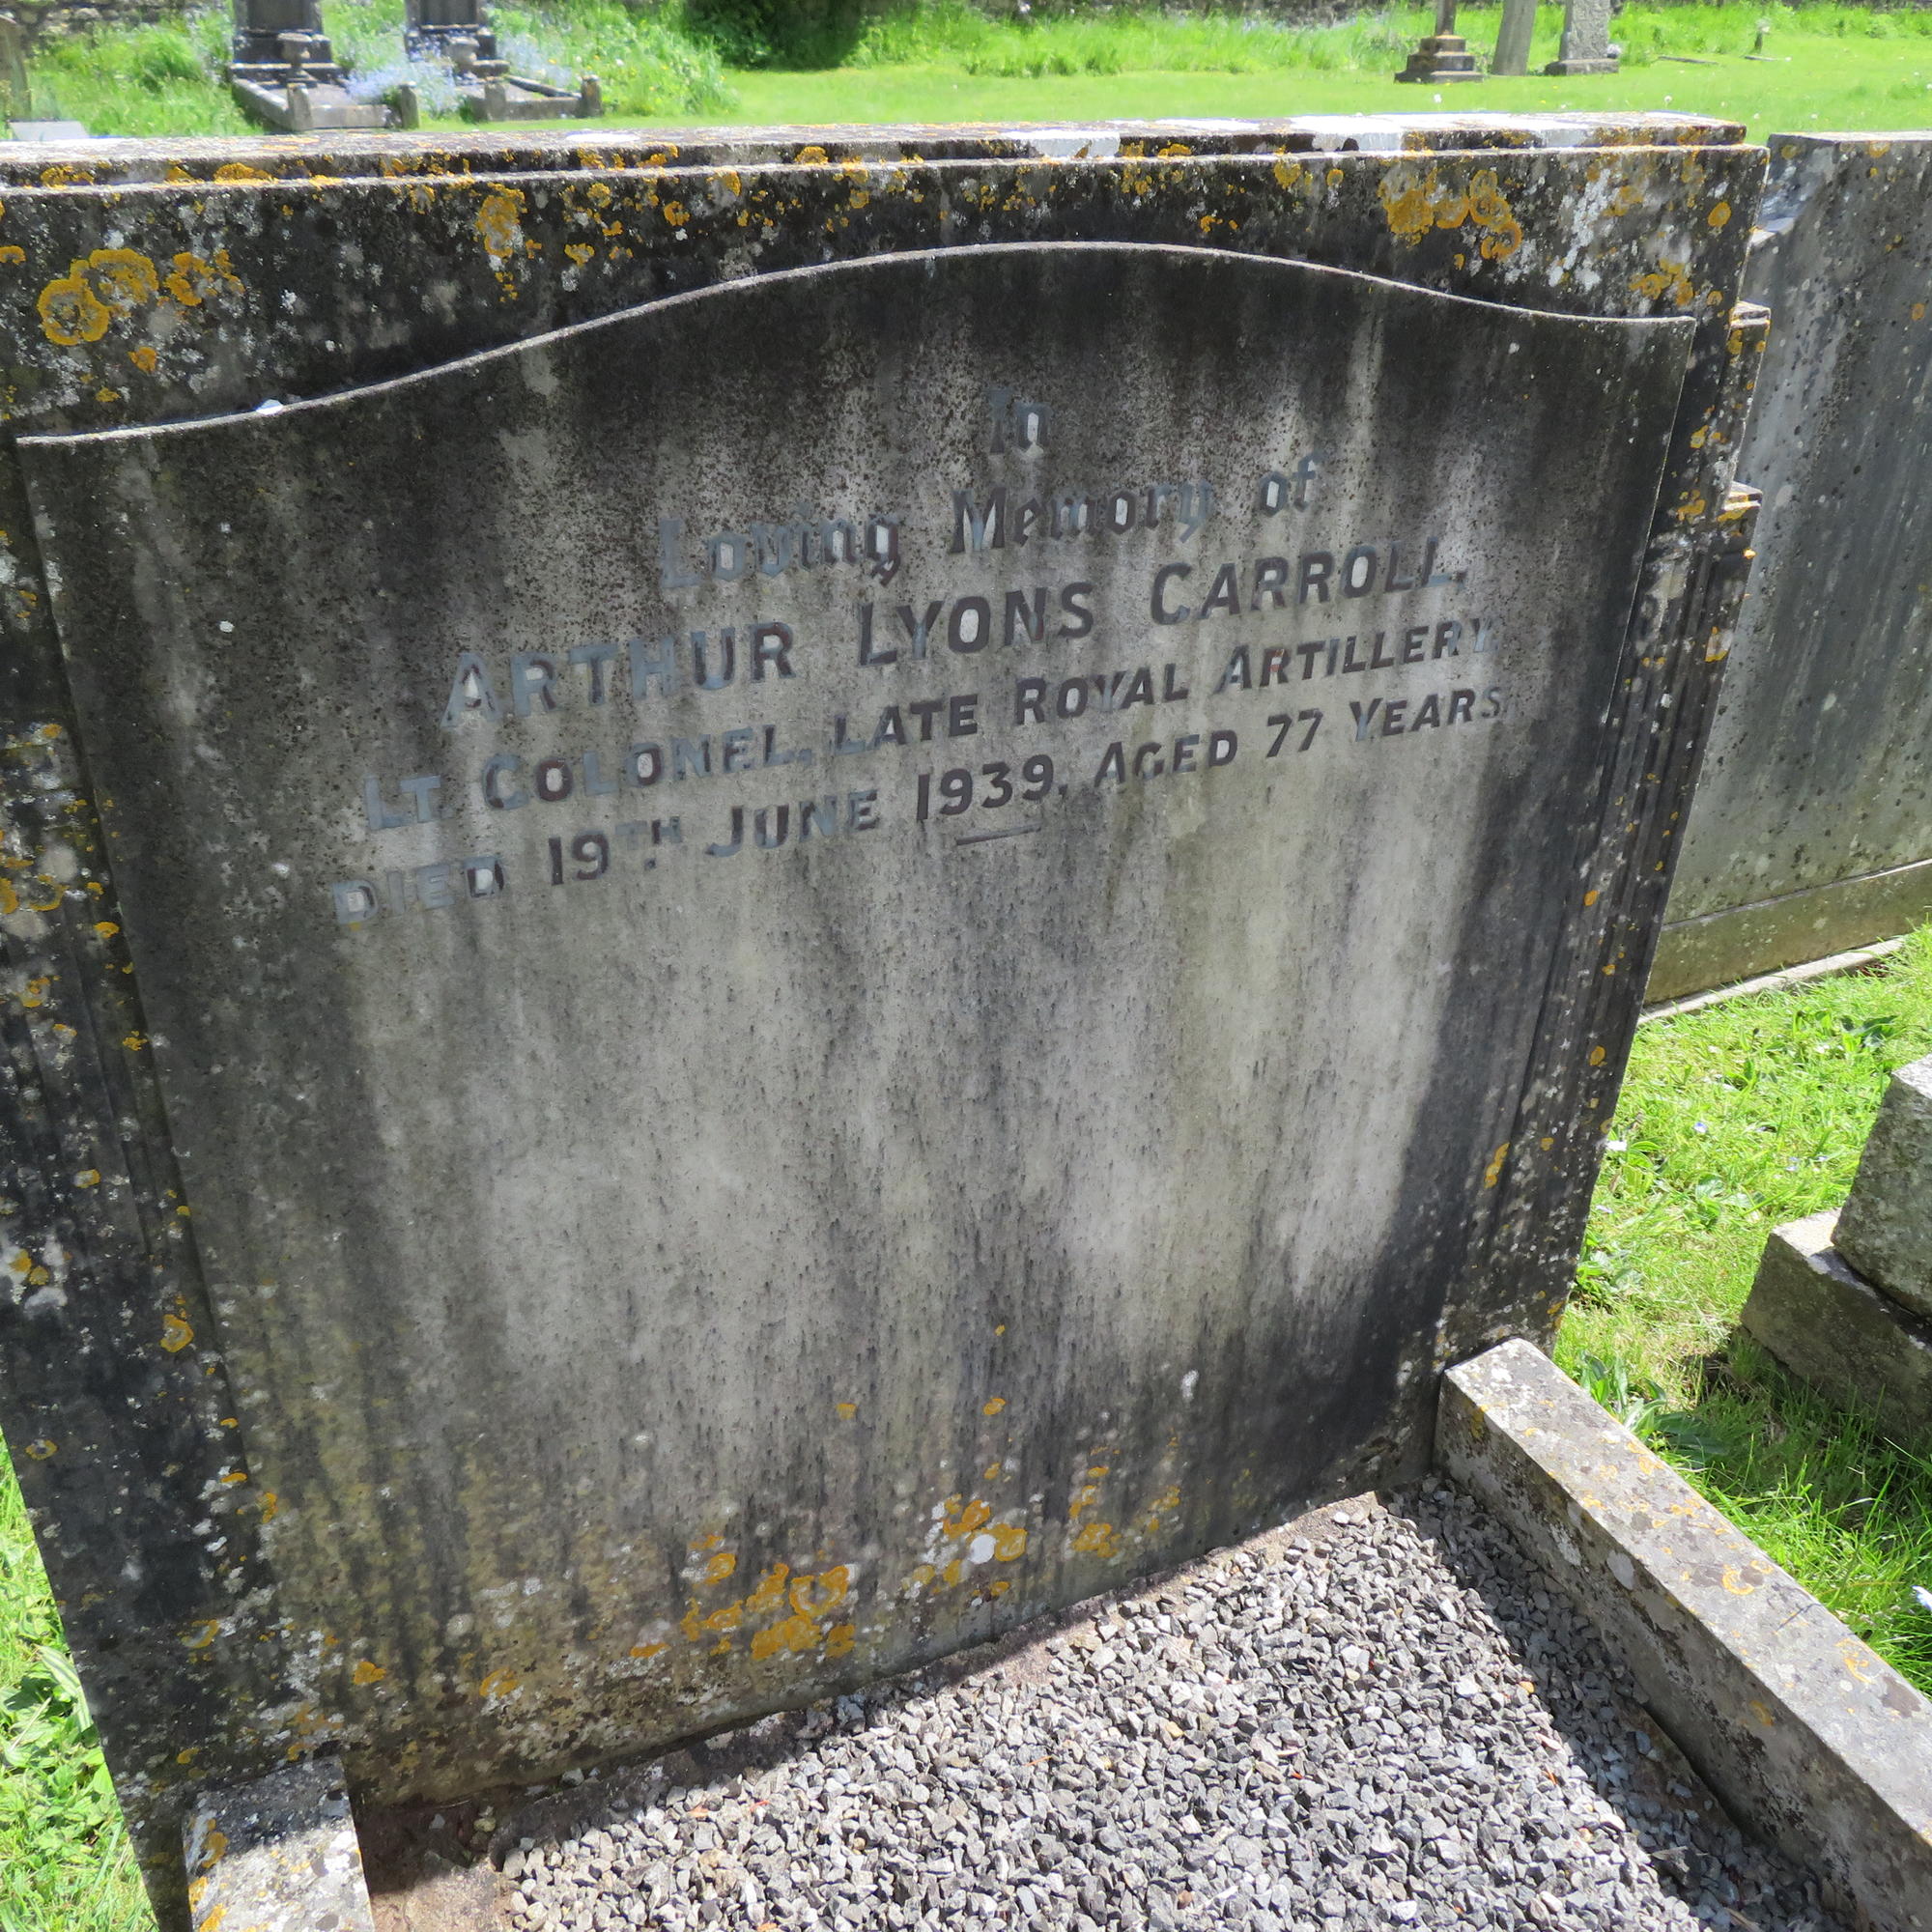 In
Loving Memory of
ARTHUR LYONS CARROLL,
LT. COLONEL, LATE ROYAL ARTILLERY
DIED 19TH JUNE 1939, AGED 77 YEARS